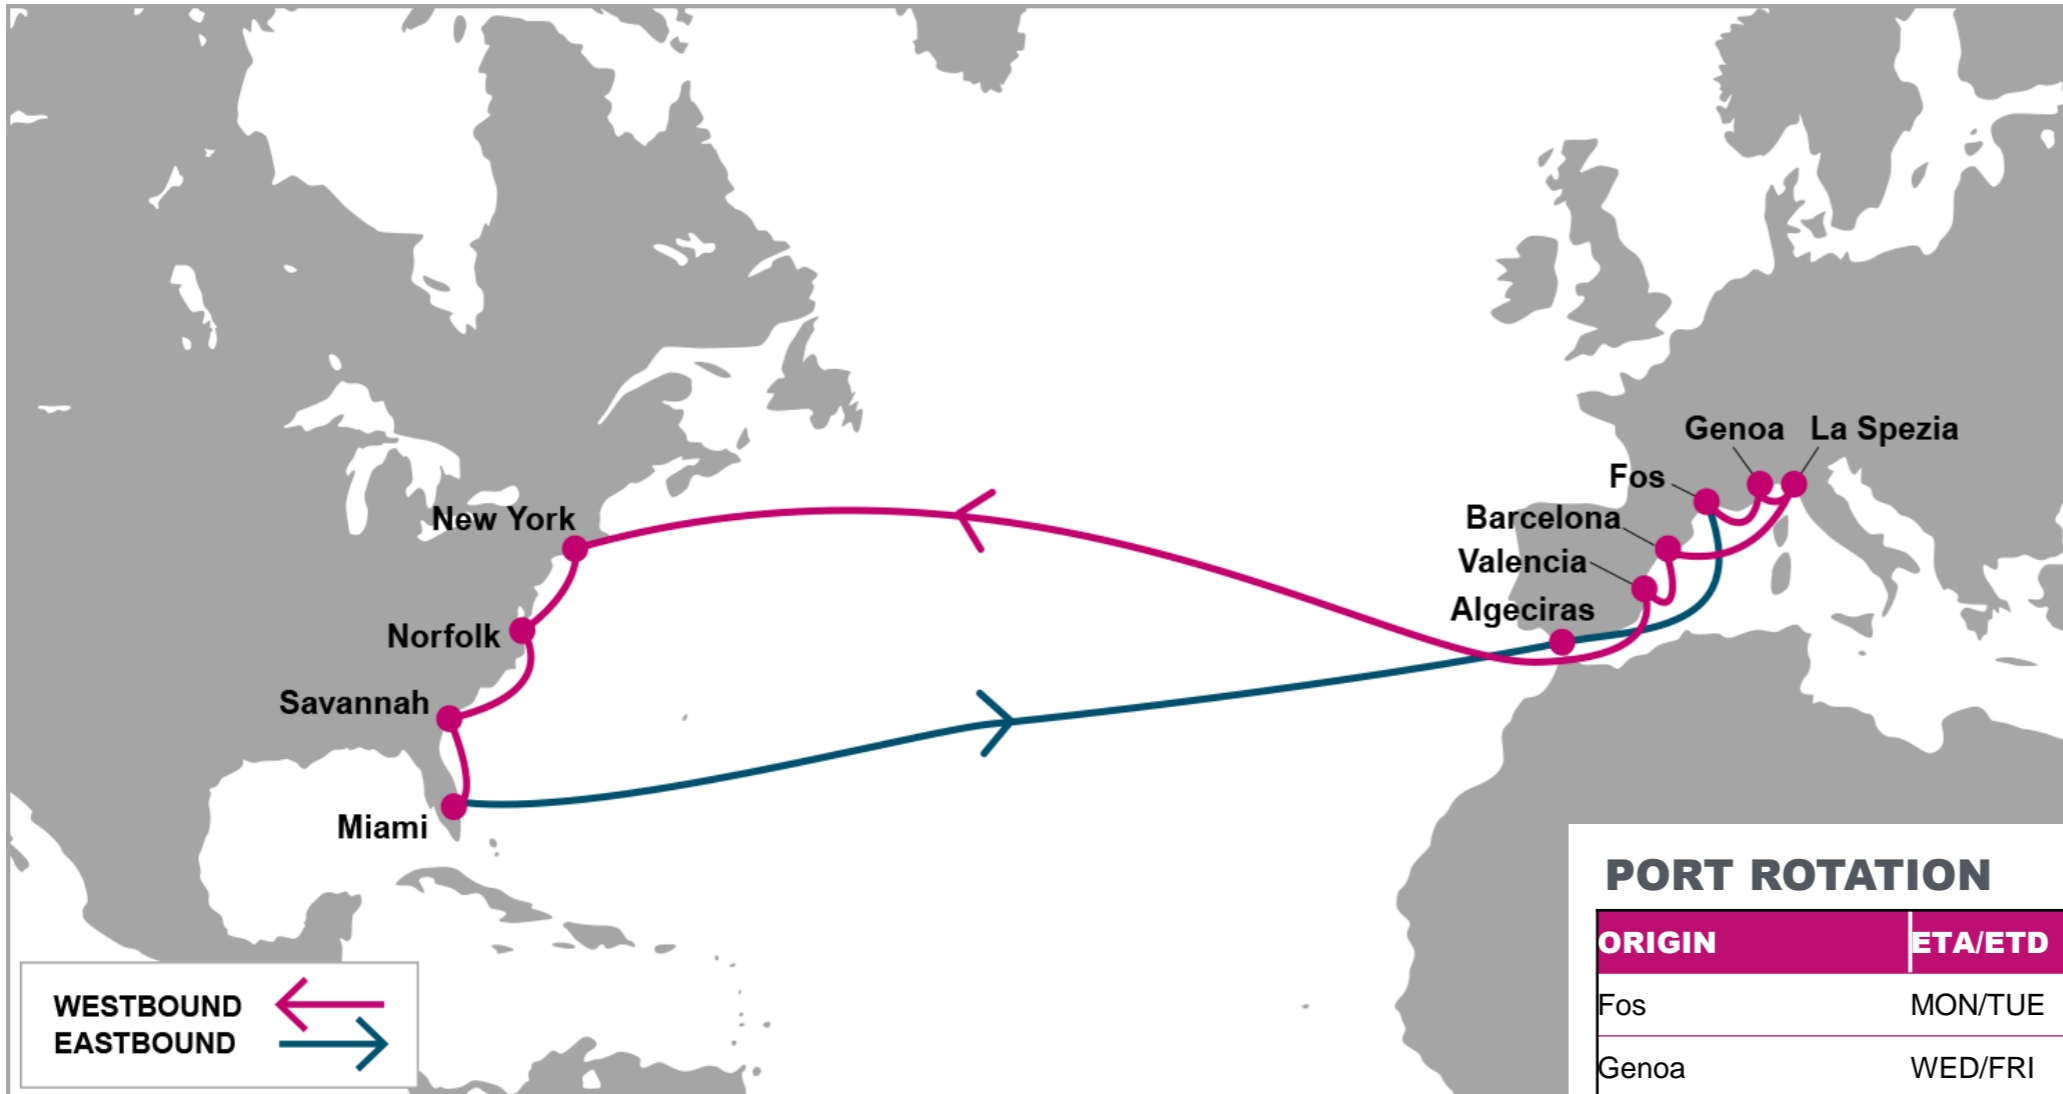 Genoa
La Spezia
Fos
Barcelona
Valencia
Algeciras
New York
Norfolk
Savannah
Miami
WESTBOUND
EASTBOUND
PORT ROTATION
ORIGIN ETA/ETD
Fos MON/TUE
Genoa WED/FRI